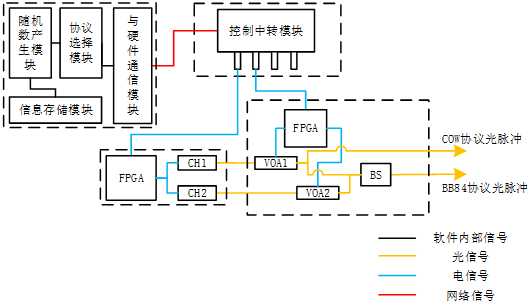 随机
数产
生模
块
协议
选择
模块
与
硬件
通信
模
块
信息存储模块
控制中转模块
FPGA
CH1
CH2
FPGA
VOA1
VOA2
BS
COW协议光脉冲
BB84协议光脉冲
软件内部信号
光信号
电信号
网络信号